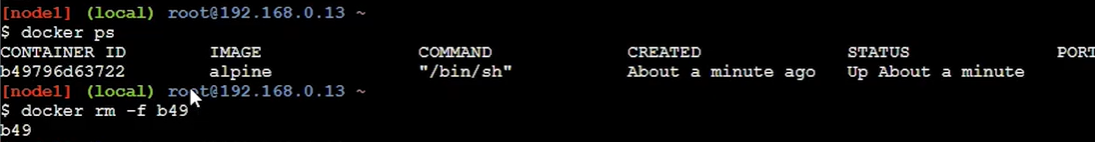 [node1] (local) root@192.168.0.13 ~
$ docker ps
CONTAINER ID IMAGE COMMAND CREATED STATUS PORT
b49796d63722 alpine "/bin/sh" About a minute ago Up About a minute
[node1] (local) root@192.168.0.13 ~
$ docker rm -f b49
b49